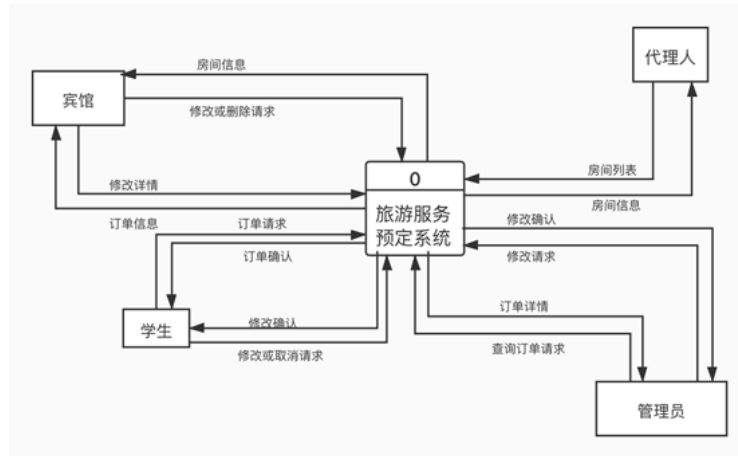 代理人
房间信息
宾馆
修改或删除请求
房间列表
0
修改详情
房间信息
旅游服务
预定系统
订单信息
订单请求
修改确认
订单确认
修改请求
订单详情
修改确认
学生
查询订单请求
修改或取消请求
管理员